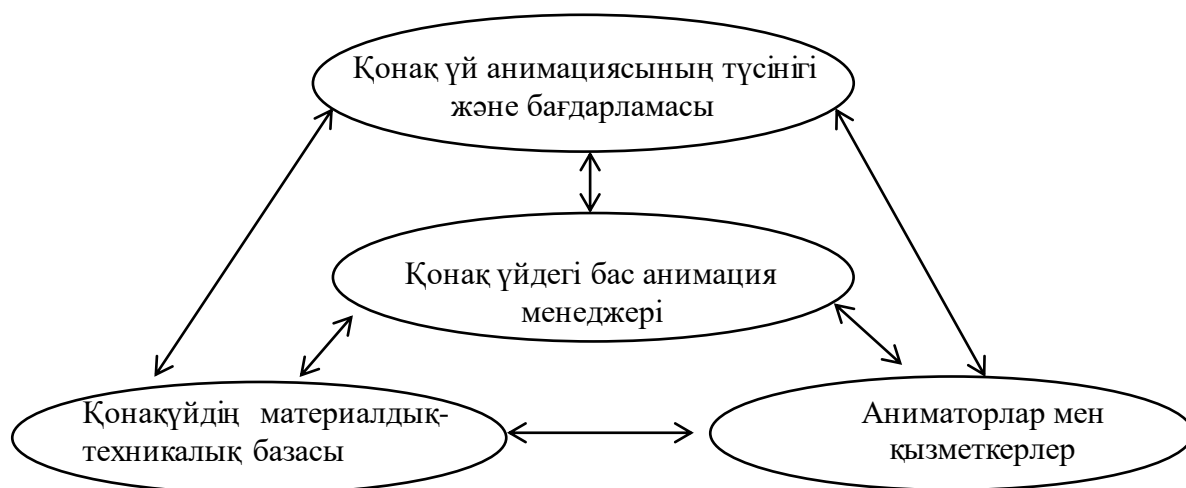 Қонақ үй анимациясының түсінігі
және бағдарламасы
Қонақ үйдегі бас анимация
менеджері
Қонақүйдің материалдық-
техникалық базасы
Аниматорлар мен
қызметкерлер